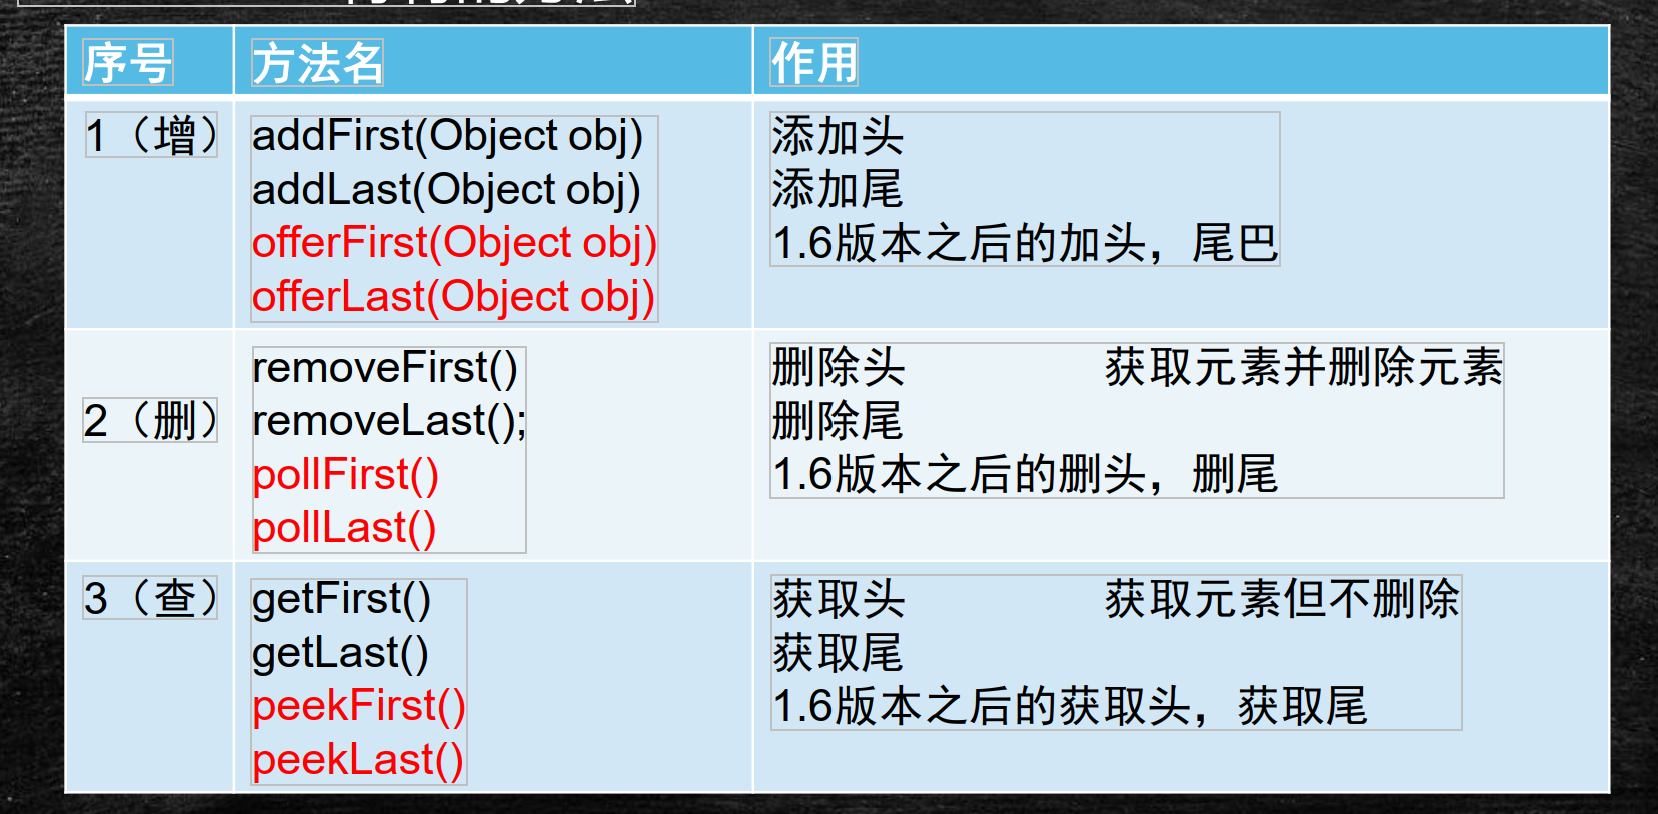 序号 方法名 作用
1（增） addFirst(Object obj) 添加头
addLast(Object obj) 添加尾
offerFirst(Object obj) 1.6版本之后的加头，尾巴
offerLast(Object obj)
removeFirst() 删除头 获取元素并删除元素
2（删） removeLast(); 删除尾
pollFirst() 1.6版本之后的删头，删尾
pollLast()
3（查） getFirst() 获取头 获取元素但不删除
getLast() 获取尾
peekFirst() 1.6版本之后的获取头，获取尾
peekLast()